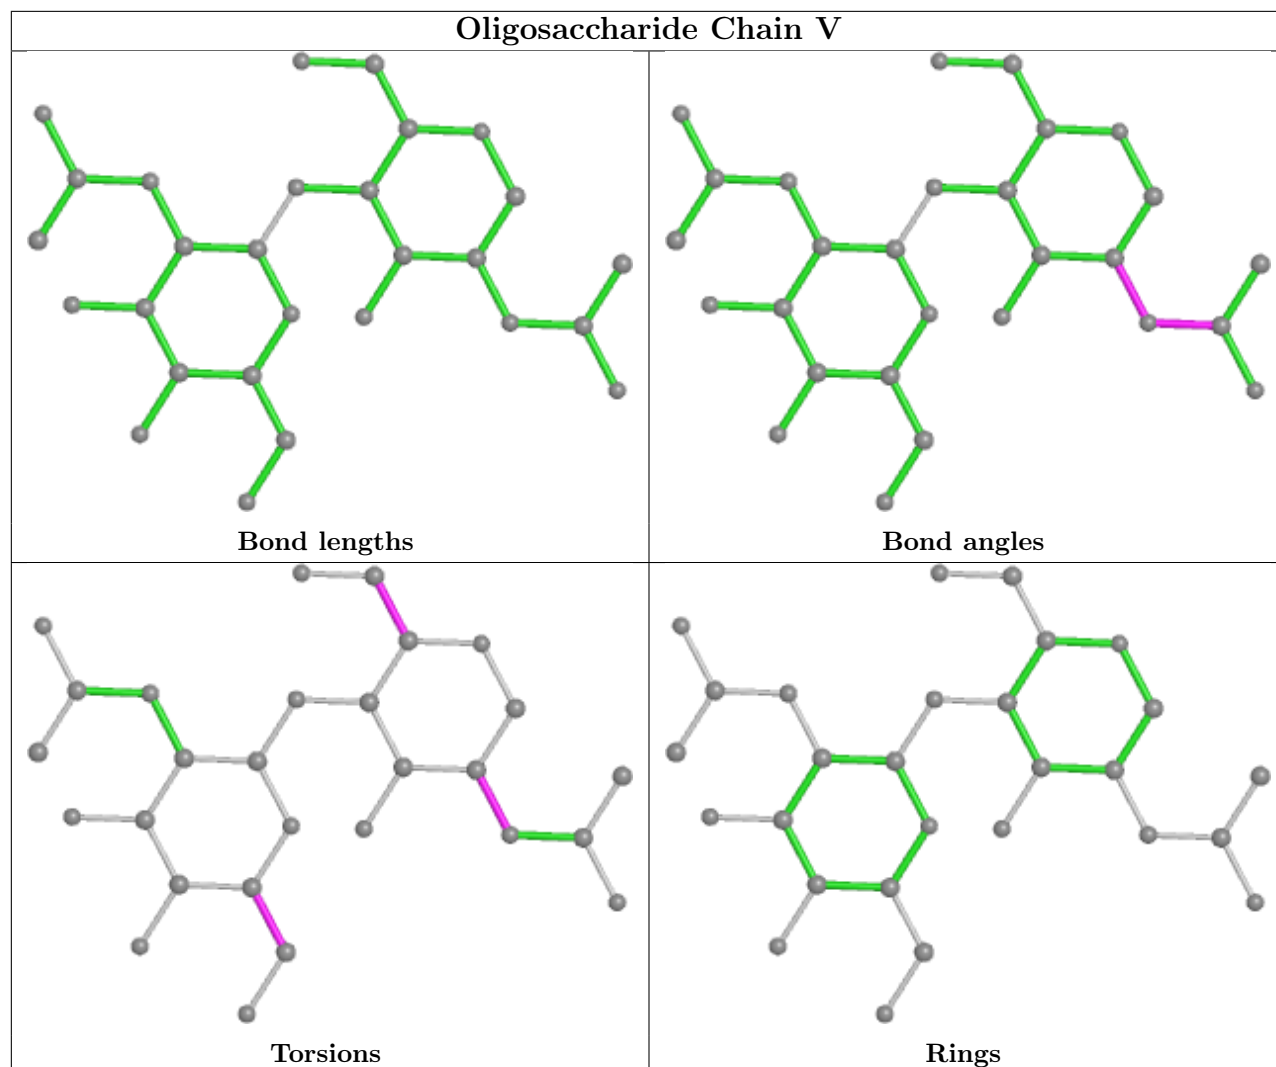 Oligosaccharide Chain V
Bond lengths
Bond angles
Torsions
Rings